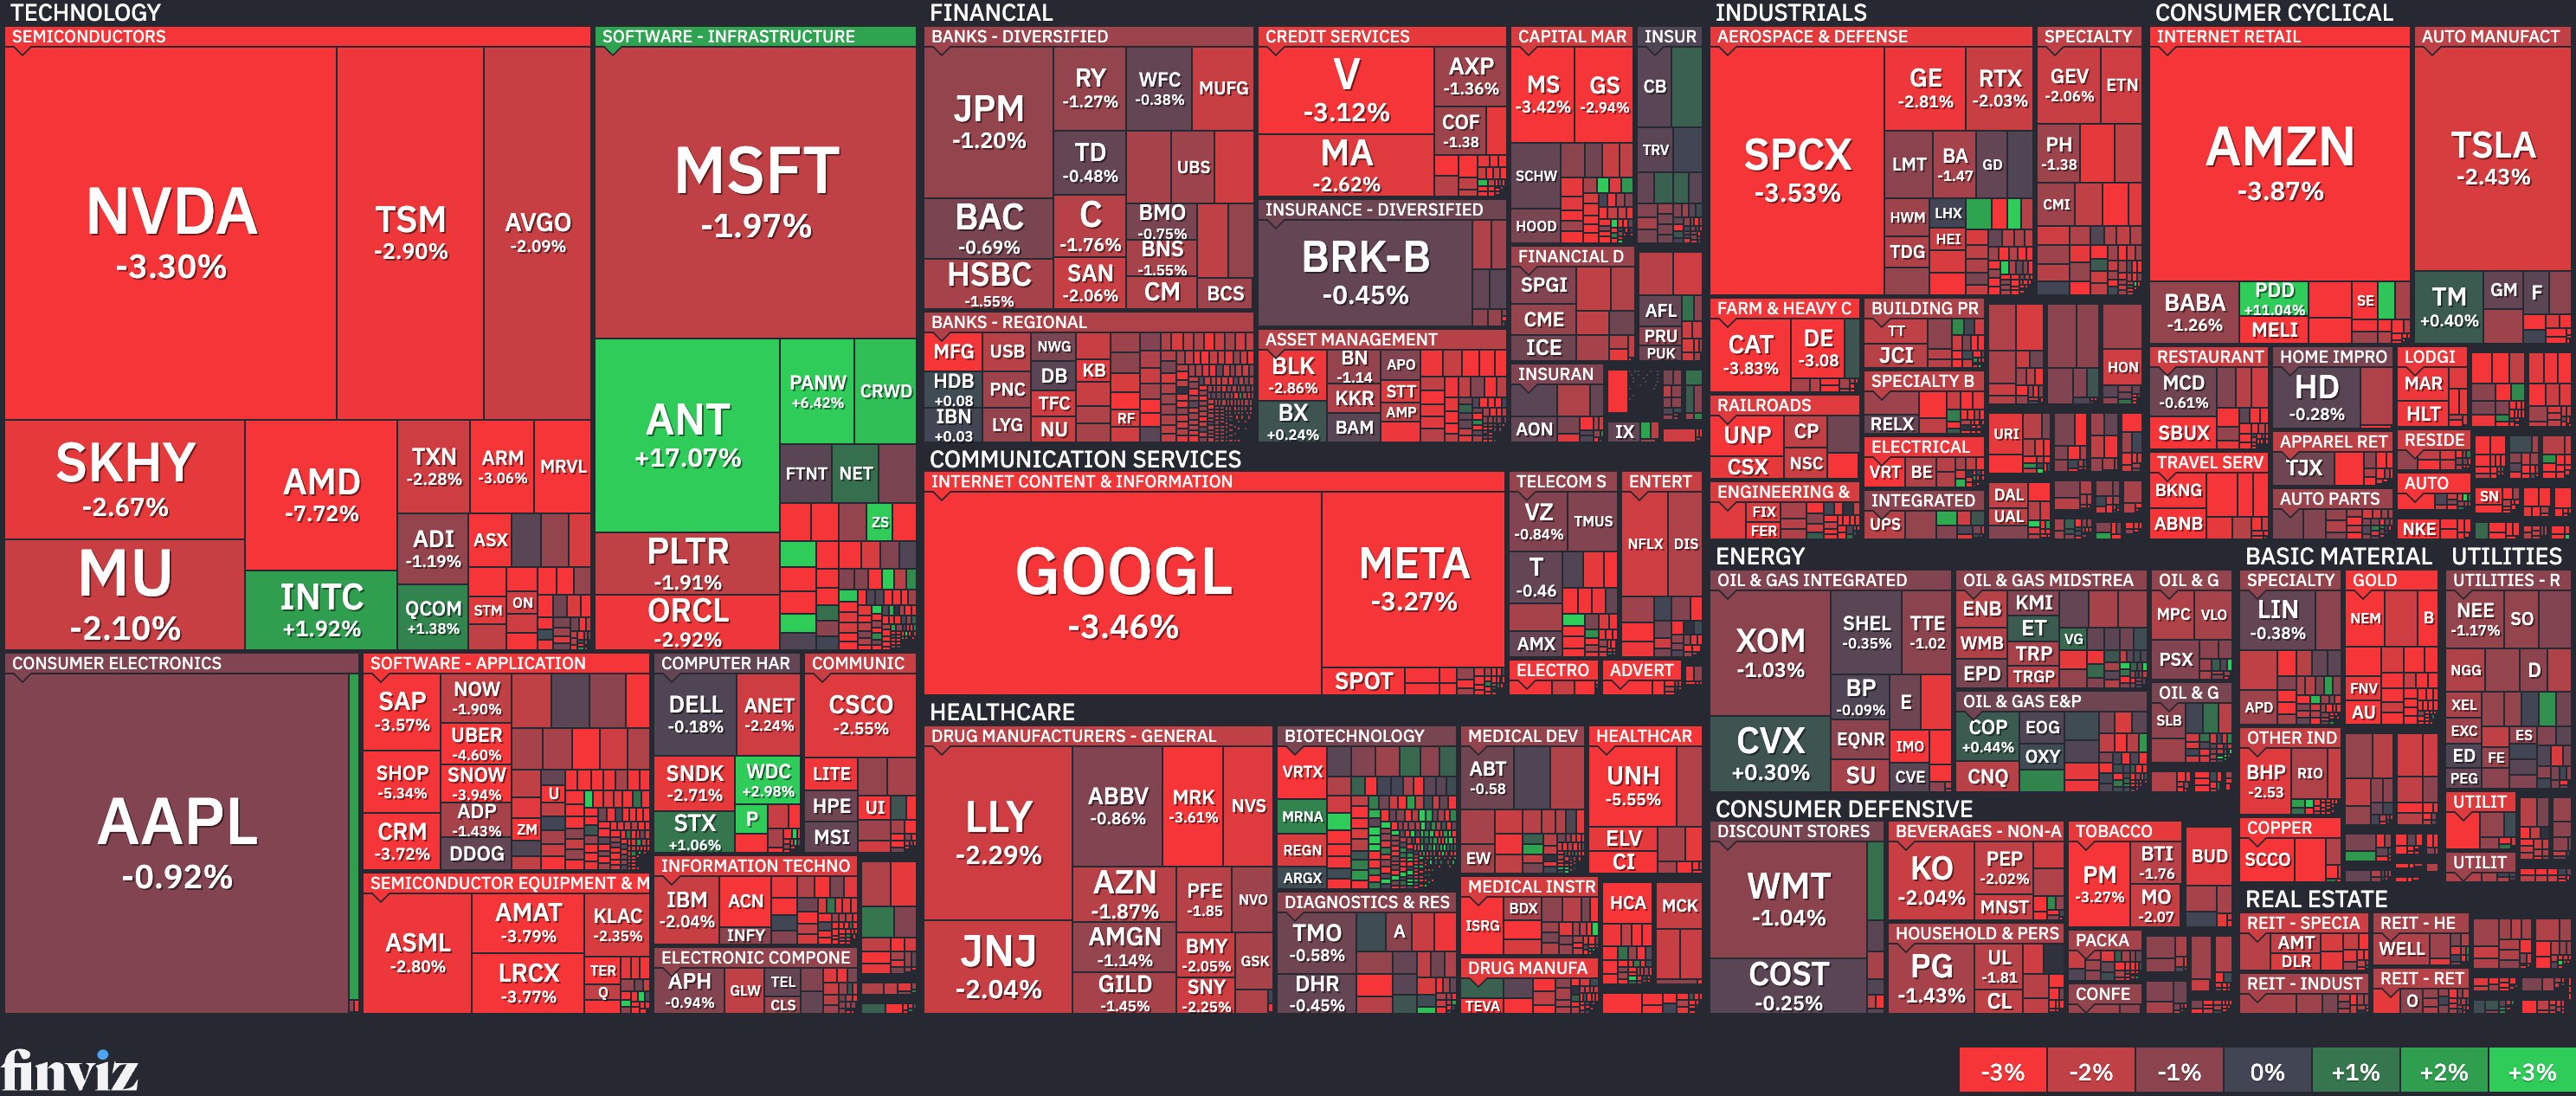 TECHNOLOGY
SEMICONDUCTORS
NVDA
-3.30%
TSM
-2.90%
AVGO
-2.09%
SKHY
-2.67%
MU
-2.10%
AMD
-7.72%
INTC
+1.92%
TXN
-2.28%
ARM
-3.06%
MRVL
ADI
-1.19%
ASX
QCOM
+1.38%
STM
ON
SOFTWARE - INFRASTRUCTURE
MSFT
-1.97%
ANT
+17.07%
PANW
+6.42%
CRWD
FTNT
NET
ZS
PLTR
-1.91%
ORCL
-2.92%
CONSUMER ELECTRONICS
AAPL
-0.92%
SOFTWARE - APPLICATION
SAP
-3.57%
NOW
-1.90%
UBER
-4.60%
SHOP
-5.34%
SNOW
-3.94%
ADP
-1.43%
CRM
-3.72%
DDOG
U
ZM
SEMICONDUCTOR EQUIPMENT & M
ASML
-2.80%
AMAT
-3.79%
KLAC
-2.35%
LRCX
-3.77%
TER
Q
COMPUTER HAR
DELL
-0.18%
ANET
-2.24%
SNDK
-2.71%
WDC
+2.98%
STX
+1.06%
P
COMMUNIC
CSCO
-2.55%
LITE
HPE
UI
MSI
INFORMATION TECHNO
IBM
-2.04%
ACN
INFY
ELECTRONIC COMPONE
APH
-0.94%
GLW
TEL
CLS
FINANCIAL
BANKS - DIVERSIFIED
JPM
-1.20%
RY
-1.27%
WFC
-0.38%
MUFG
TD
-0.48%
UBS
BAC
-0.69%
C
-1.76%
BMO
-0.75%
BNS
-1.55%
HSBC
-1.55%
SAN
-2.06%
CM
BCS
BANKS - REGIONAL
MFG
USB
NWG
HDB
+0.08
PNC
DB
KB
TFC
IBN
+0.03
LYG
NU
RF
CREDIT SERVICES
V
-3.12%
AXP
-1.36%
MA
-2.62%
COF
-1.38
INSURANCE - DIVERSIFIED
BRK-B
-0.45%
ASSET MANAGEMENT
BLK
-2.86%
BN
-1.14
APO
KKR
STT
BX
+0.24%
BAM
AMP
CAPITAL MAR
MS
-3.42%
GS
-2.94%
SCHW
HOOD
INSUR
CB
TRV
FINANCIAL D
SPGI
CME
ICE
AFL
PRU
PUK
INSURAN
AON
IX
COMMUNICATION SERVICES
INTERNET CONTENT & INFORMATION
GOOGL
-3.46%
META
-3.27%
SPOT
TELECOM S
VZ
-0.84%
TMUS
T
-0.46
AMX
ENTERT
NFLX
DIS
ELECTRO
ADVERT
HEALTHCARE
DRUG MANUFACTURERS - GENERAL
LLY
-2.29%
ABBV
-0.86%
MRK
-3.61%
NVS
JNJ
-2.04%
AZN
-1.87%
PFE
-1.85
NVO
AMGN
-1.14%
BMY
-2.05%
GSK
GILD
-1.45%
SNY
-2.25%
BIOTECHNOLOGY
VRTX
MRNA
REGN
ARGX
DIAGNOSTICS & RES
TMO
-0.58%
A
DHR
-0.45%
MEDICAL DEV
ABT
-0.58
EW
HEALTHCAR
UNH
-5.55%
ELV
CI
MEDICAL INSTR
ISRG
BDX
HCA
MCK
DRUG MANUFA
TEVA
INDUSTRIALS
AEROSPACE & DEFENSE
SPCX
-3.53%
GE
-2.81%
RTX
-2.03%
LMT
BA
-1.47
GD
HWM
LHX
TDG
HEI
SPECIALTY
GEV
-2.06%
ETN
PH
-1.38
CMI
FARM & HEAVY C
CAT
-3.83%
DE
-3.08
BUILDING PR
TT
JCI
HON
RAILROADS
UNP
CP
CSX
NSC
SPECIALTY B
RELX
URI
ELECTRICAL
VRT
BE
ENGINEERING &
FIX
FER
INTEGRATED
UPS
DAL
UAL
CONSUMER CYCLICAL
INTERNET RETAIL
AMZN
-3.87%
BABA
-1.26%
PDD
+11.04%
MELI
SE
AUTO MANUFACT
TSLA
-2.43%
TM
+0.40%
GM
F
RESTAURANT
MCD
-0.61%
SBUX
HOME IMPRO
HD
-0.28%
LODGI
MAR
HLT
APPAREL RET
TJX
RESIDE
TRAVEL SERV
BKNG
ABNB
AUTO PARTS
AUTO
SN
NKE
ENERGY
OIL & GAS INTEGRATED
XOM
-1.03%
SHEL
-0.35%
TTE
-1.02
BP
-0.09%
E
CVX
+0.30%
EQNR
IMO
SU
CVE
OIL & GAS MIDSTREA
ENB
KMI
WMB
ET
VG
TRP
EPD
TRGP
OIL & GAS E&P
COP
+0.44%
EOG
OXY
CNQ
OIL & G
MPC
VLO
PSX
OIL & G
SLB
CONSUMER DEFENSIVE
DISCOUNT STORES
WMT
-1.04%
COST
-0.25%
BEVERAGES - NON-A
KO
-2.04%
PEP
-2.02%
MNST
HOUSEHOLD & PERS
PG
-1.43%
UL
-1.81
CL
TOBACCO
PM
-3.27%
BTI
-1.76
MO
-2.07
BUD
PACKA
CONFE
BASIC MATERIAL
SPECIALTY
LIN
-0.38%
APD
GOLD
NEM
B
FNV
AU
OTHER IND
BHP
-2.53
RIO
COPPER
SCCO
UTILITIES
UTILITIES - R
NEE
-1.17%
SO
NGG
D
XEL
EXC
ES
ED
FE
PEG
UTILIT
UTILIT
REAL ESTATE
REIT - SPECIA
AMT
DLR
REIT - HE
WELL
REIT - INDUST
REIT - RET
O
finviz
-3%
-2%
-1%
0%
+1%
+2%
+3%